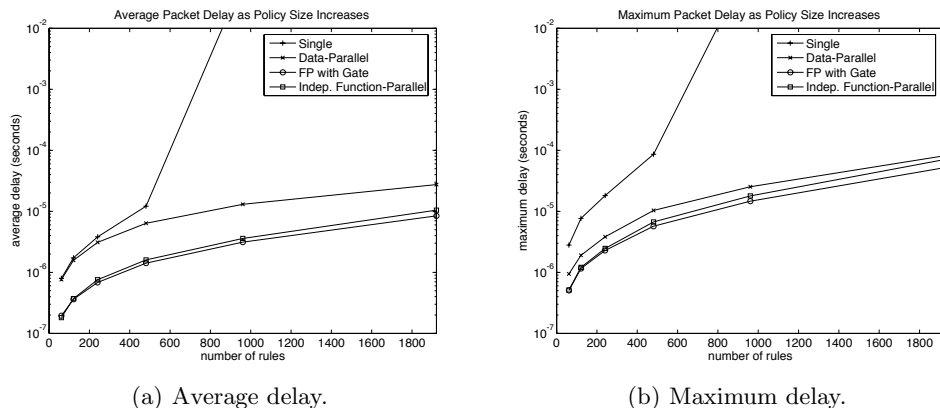 Average Packet Delay as Policy Size Increases
10^-2
10^-3
10^-4
10^-5
10^-6
10^-7
average delay (seconds)
Single
Data-Parallel
FP with Gate
Indep. Function-Parallel
0 200 400 600 800 1000 1200 1400 1600 1800
number of rules
(a) Average delay.
Maximum Packet Delay as Policy Size Increases
10^-2
10^-3
10^-4
10^-5
10^-6
10^-7
maximum delay (seconds)
Single
Data-Parallel
FP with Gate
Indep. Function-Parallel
0 200 400 600 800 1000 1200 1400 1600 1800
number of rules
(b) Maximum delay.